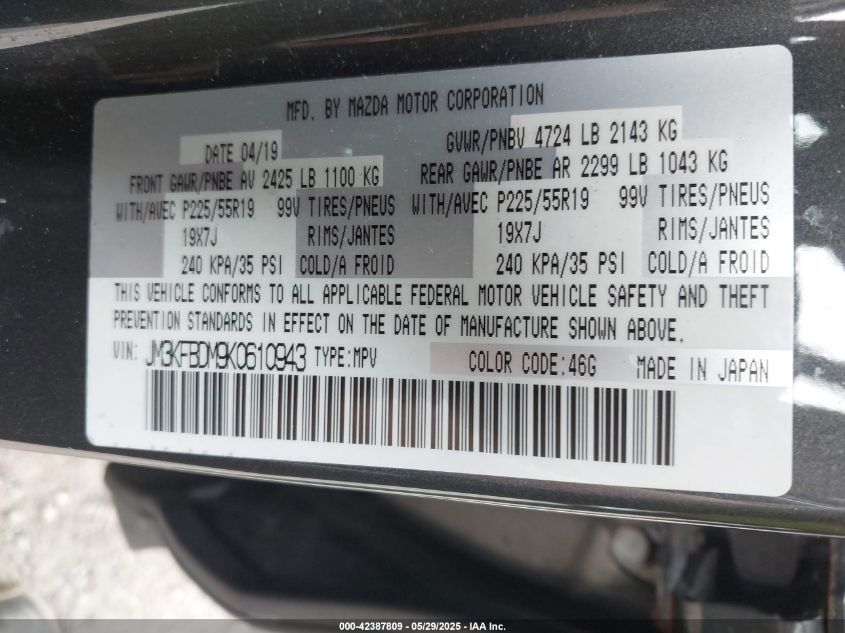 MFD. BY MAZDA MOTOR CORPORATION
DATE 04/19 GVWR/PNBV 4724 LB 2143 KG
FRONT GAWR/PNBE AV 2425 LB 1100 KG REAR GAWR/PNBE AR 2299 LB 1043 KG
WITH/AVEC P225/55R19 99V TIRES/PNEUS WITH/AVEC P225/55R19 99V TIRES/PNEUS
19X7J RIMS/JANTES 19X7J RIMS/JANTES
240 KPA/35 PSI COLD/A FROID 240 KPA/35 PSI COLD/A FROID
THIS VEHICLE CONFORMS TO ALL APPLICABLE FEDERAL MOTOR VEHICLE SAFETY AND THEFT
PREVENTION STANDARDS IN EFFECT ON THE DATE OF MANUFACTURE SHOWN ABOVE.
VIN: JM3KFBDM9K0610943 TYPE:MPV COLOR CODE:46G MADE IN JAPAN
000-42387809 - 05/29/2025 - IAA Inc.